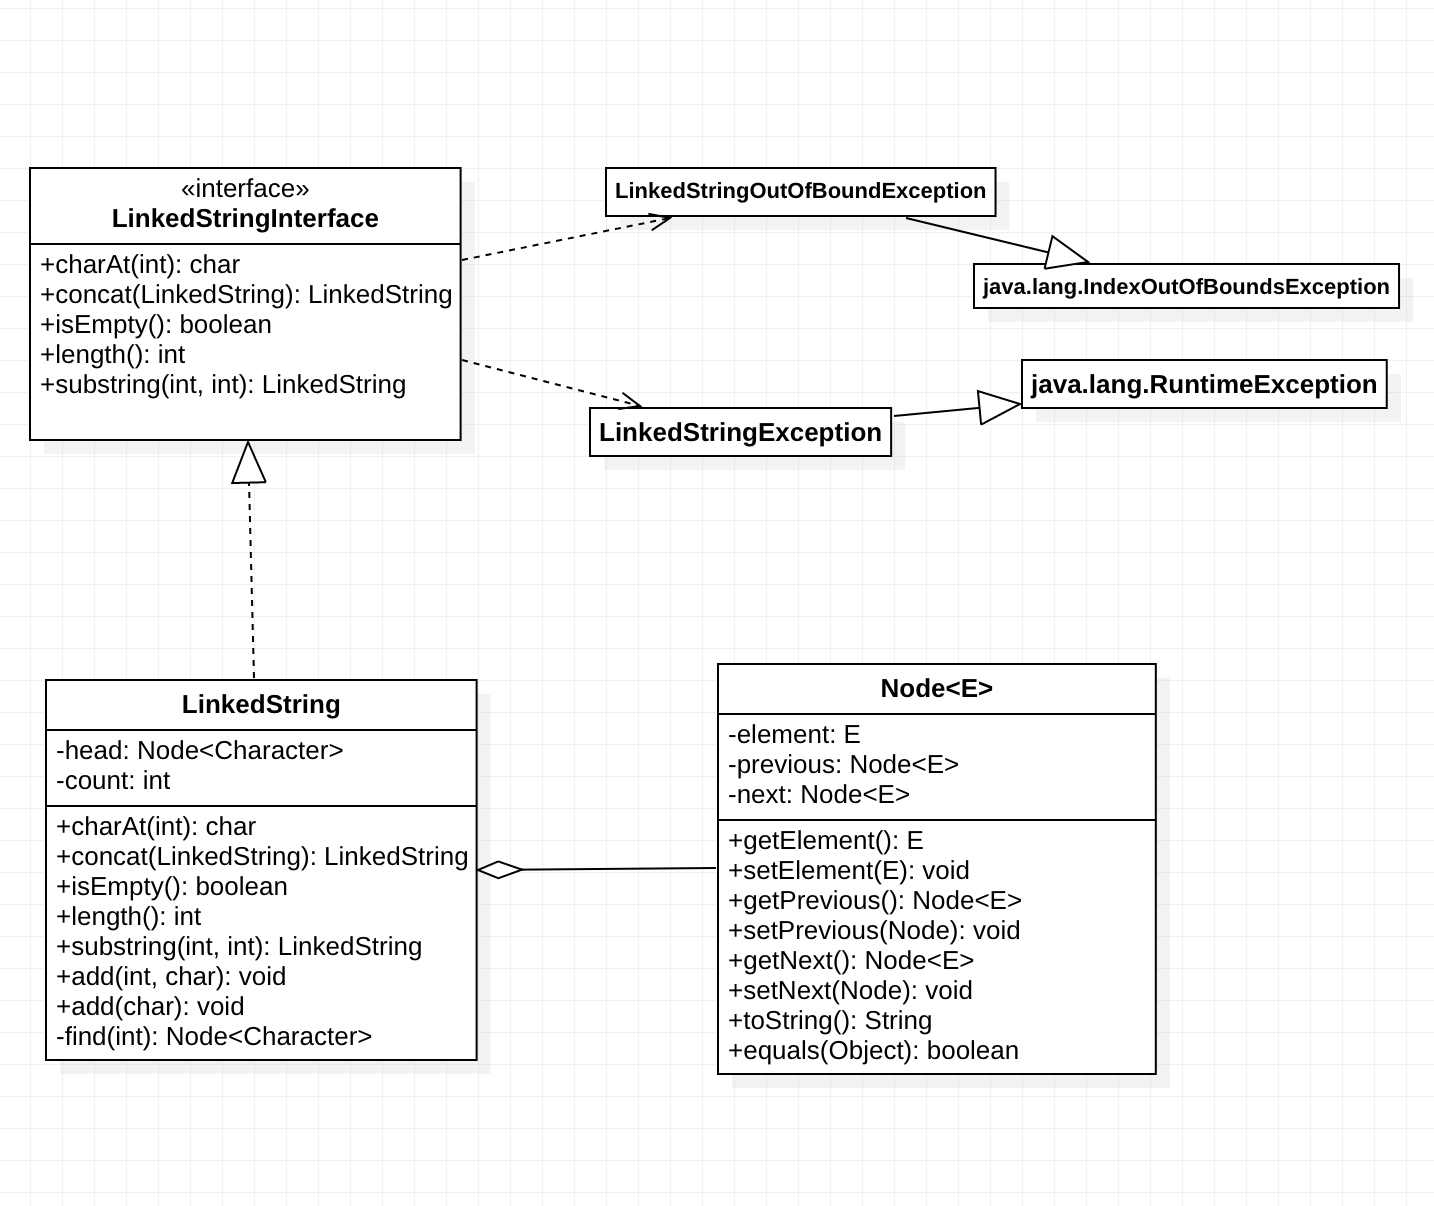 «interface»
LinkedStringInterface
+charAt(int): char
+concat(LinkedString): LinkedString
+isEmpty(): boolean
+length(): int
+substring(int, int): LinkedString
LinkedStringOutOfBoundException
java.lang.IndexOutOfBoundsException
java.lang.RuntimeException
LinkedStringException
LinkedString
-head: Node<Character>
-count: int
+charAt(int): char
+concat(LinkedString): LinkedString
+isEmpty(): boolean
+length(): int
+substring(int, int): LinkedString
+add(int, char): void
+add(char): void
-find(int): Node<Character>
Node<E>
-element: E
-previous: Node<E>
-next: Node<E>
+getElement(): E
+setElement(E): void
+getPrevious(): Node<E>
+setPrevious(Node): void
+getNext(): Node<E>
+setNext(Node): void
+toString(): String
+equals(Object): boolean